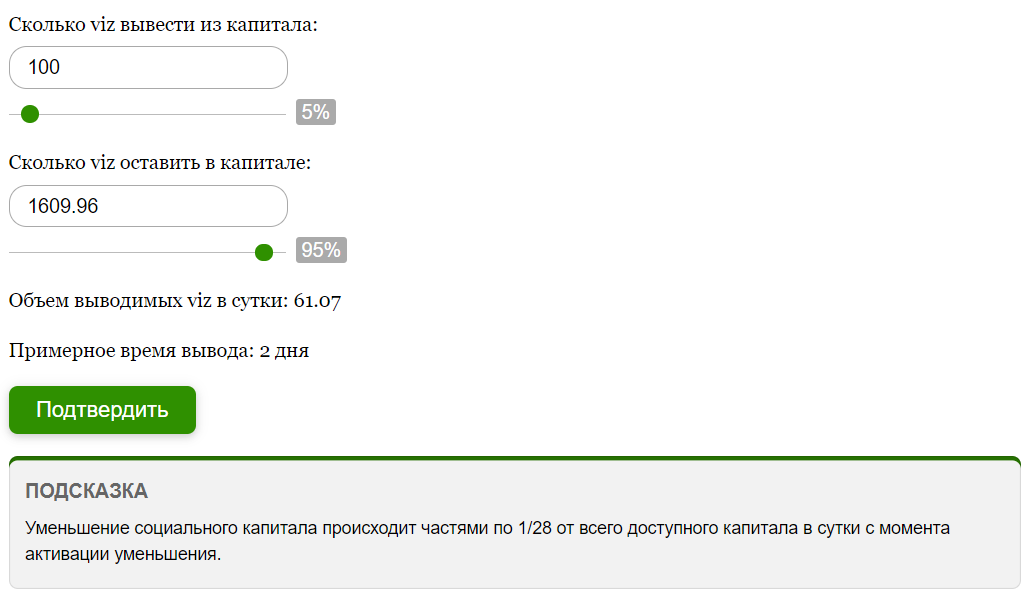 Сколько viz вывести из капитала:
100
5%
Сколько viz оставить в капитале:
1609.96
95%
Объем выводимых viz в сутки: 61.07
Примерное время вывода: 2 дня
Подтвердить
ПОДСКАЗКА
Уменьшение социального капитала происходит частями по 1/28 от всего доступного капитала в сутки с момента
активации уменьшения.